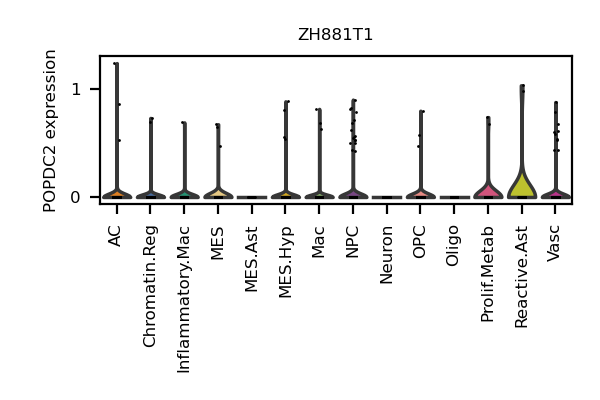 ZH881T1
POPDC2 expression
1
0
AC
Chromatin.Reg
Inflammatory.Mac
MES
MES.Ast
MES.Hyp
Mac
NPC
Neuron
OPC
Oligo
Prolif.Metab
Reactive.Ast
Vasc